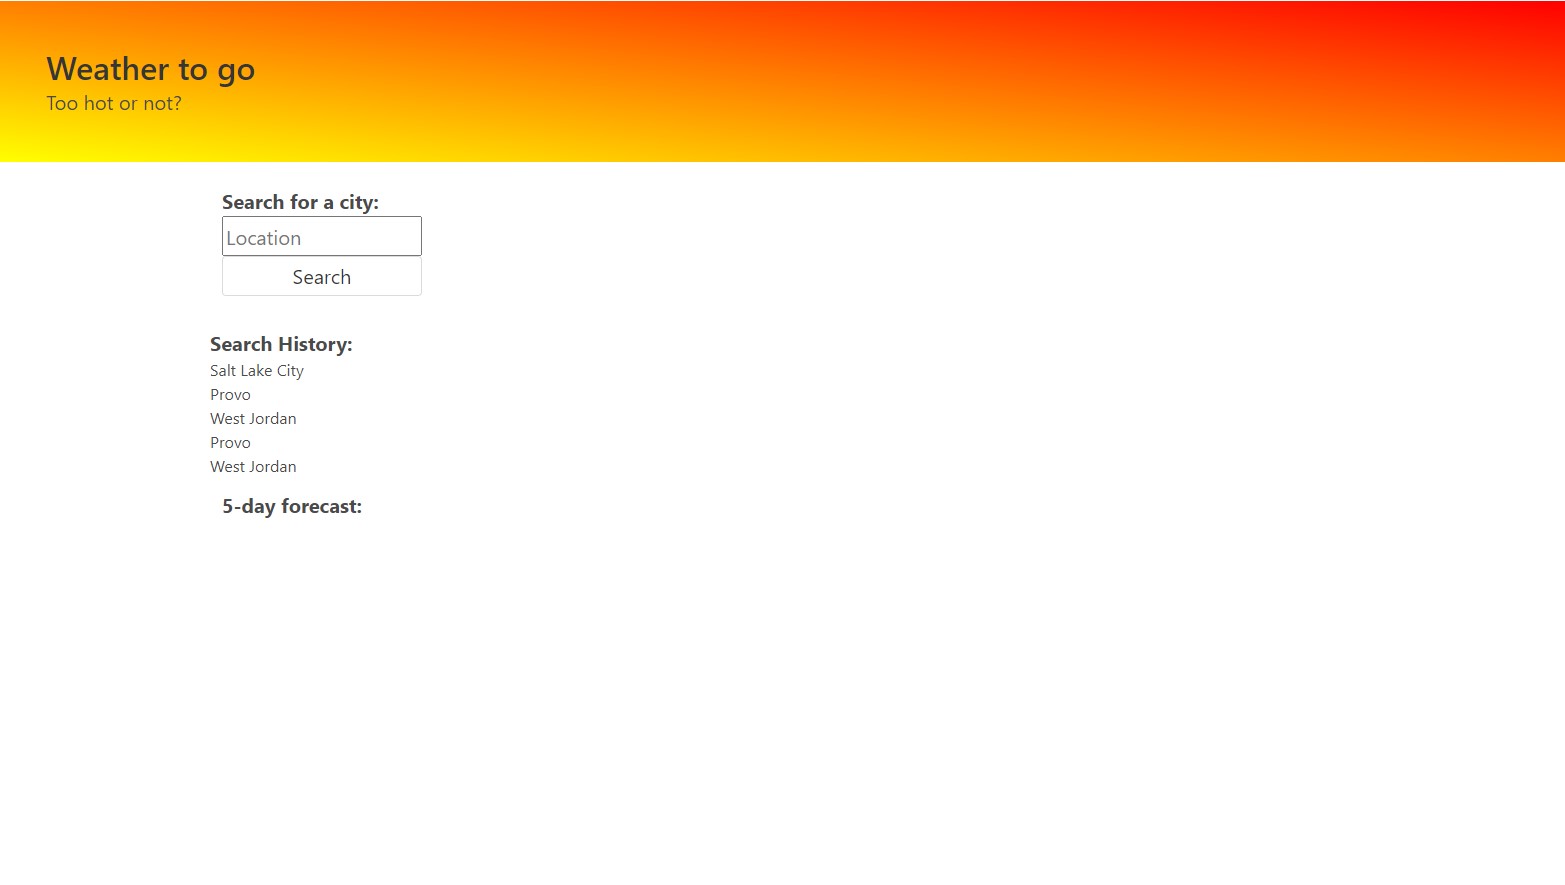 Weather to go
Too hot or not?
Search for a city:
Location
Search
Search History:
Salt Lake City
Provo
West Jordan
Provo
West Jordan
5-day forecast: